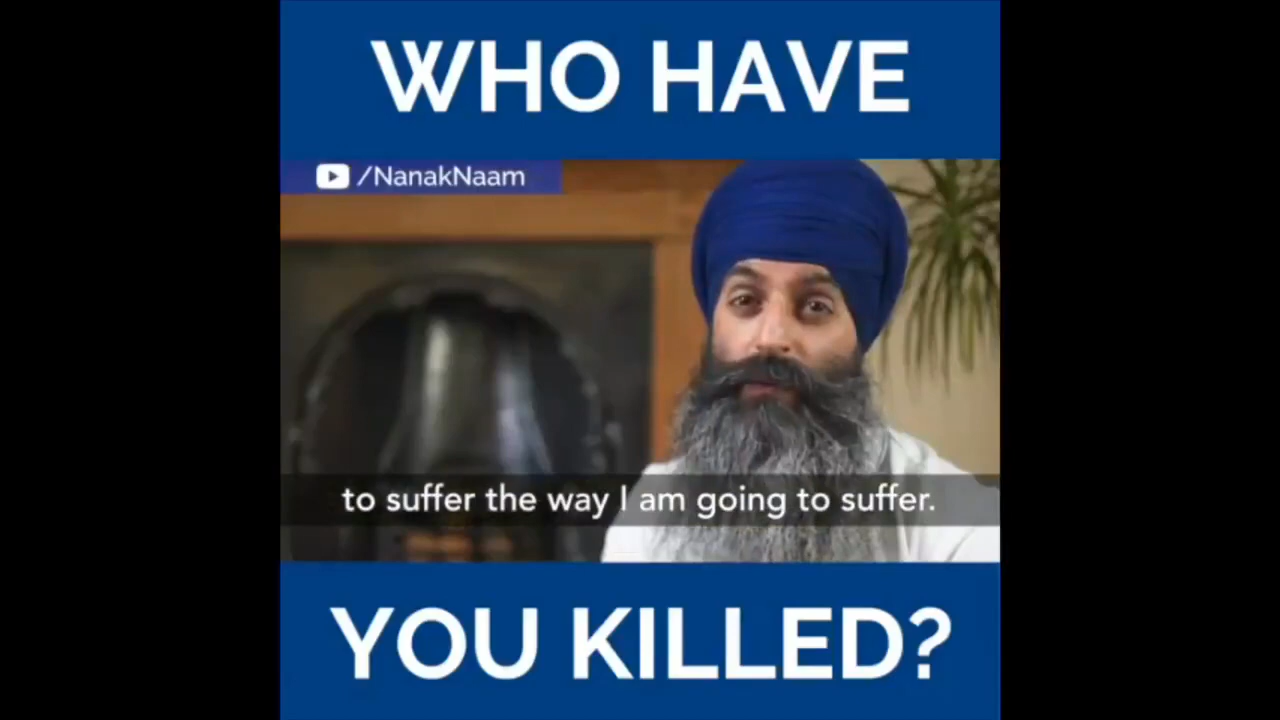 WHO HAVE
/NanakNaam
to suffer the way I am going to suffer.
YOU KILLED?